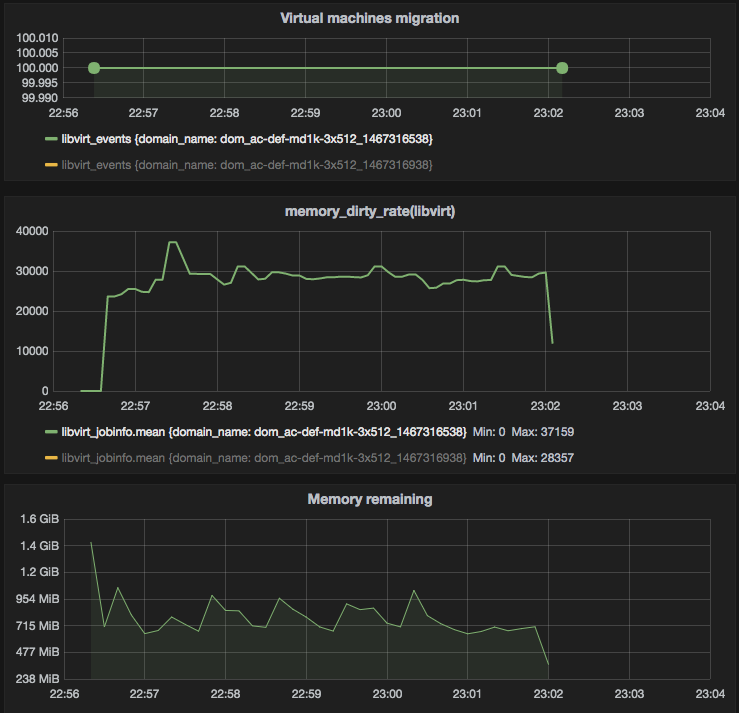 Virtual machines migration
100.010
100.005
100.000
99.995
99.990
22:56 22:57 22:58 22:59 23:00 23:01 23:02 23:03 23:04
libvirt_events {domain_name: dom_ac-def-md1k-3x512_1467316538}
libvirt_events {domain_name: dom_ac-def-md1k-3x512_1467316938}
memory_dirty_rate(libvirt)
40000
30000
20000
10000
0
22:56 22:57 22:58 22:59 23:00 23:01 23:02 23:03 23:04
libvirt_jobinfo.mean {domain_name: dom_ac-def-md1k-3x512_1467316538} Min: 0 Max: 37159
libvirt_jobinfo.mean {domain_name: dom_ac-def-md1k-3x512_1467316938} Min: 0 Max: 28357
Memory remaining
1.6 GiB
1.4 GiB
1.2 GiB
954 MiB
715 MiB
477 MiB
238 MiB
22:56 22:57 22:58 22:59 23:00 23:01 23:02 23:03 23:04